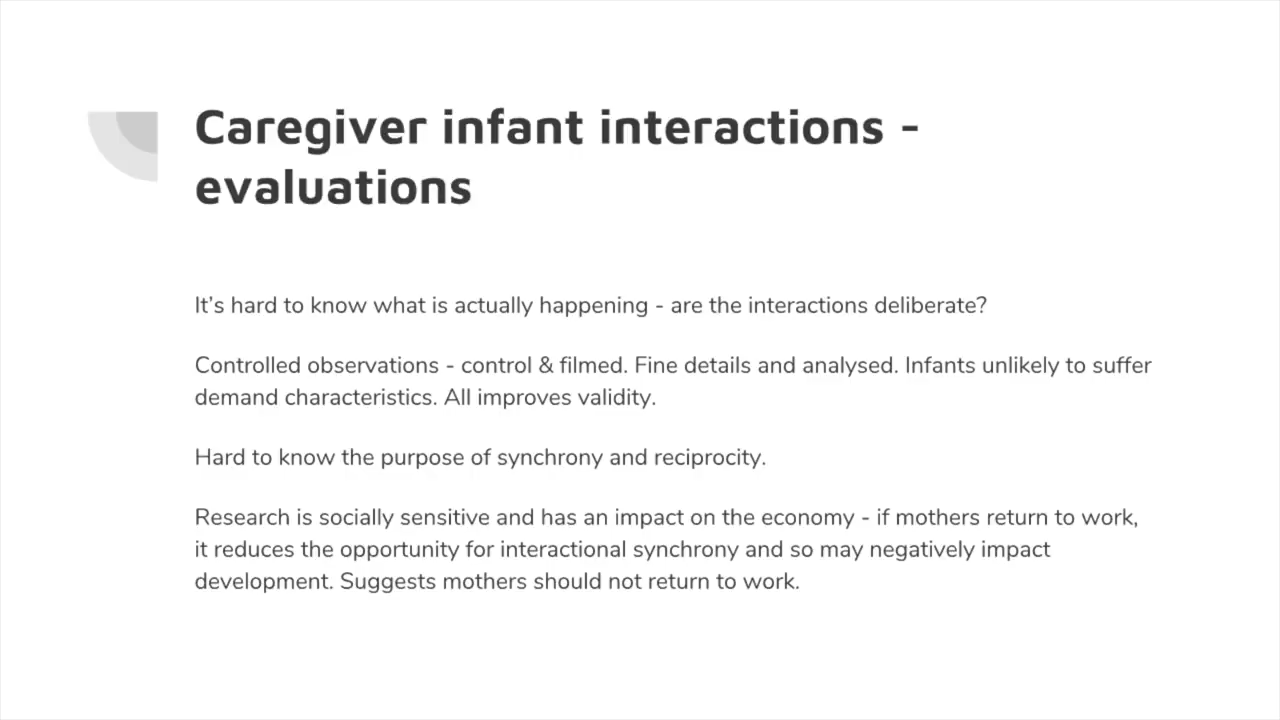 Caregiver infant interactions -
evaluations
It’s hard to know what is actually happening - are the interactions deliberate?
Controlled observations - control & filmed. Fine details and analysed. Infants unlikely to suffer
demand characteristics. All improves validity.
Hard to know the purpose of synchrony and reciprocity.
Research is socially sensitive and has an impact on the economy - if mothers return to work,
it reduces the opportunity for interactional synchrony and so may negatively impact
development. Suggests mothers should not return to work.